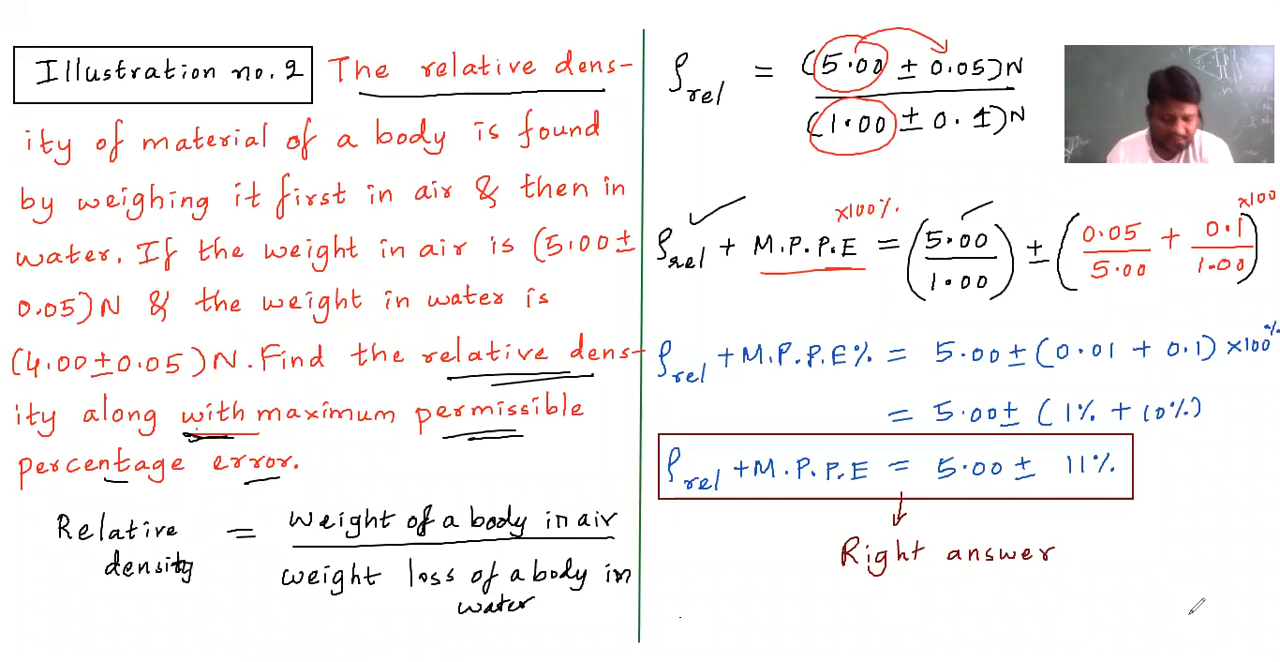 Illustration no. 2 The relative dens-
ity of material of a body is found
by weighing it first in air & then in
water. If the weight in air is (5.00 ±
0.05)N & the weight in water is
(4.00 ± 0.05)N. Find the relative dens-
ity along with maximum permissible
percentage error.
Relative density = weight of a body in air / weight loss of a body in water
ρrel = (5.00 ± 0.05)N / (1.00 ± 0.1)N
ρrel + M.P.P.E ×100% = (5.00 / 1.00) ± (0.05 / 5.00 + 0.1 / 1.00) ×100
ρrel + M.P.P.E% = 5.00 ± (0.01 + 0.1) ×100%
= 5.00 ± (1% + 10%)
ρrel + M.P.P.E = 5.00 ± 11%
Right answer